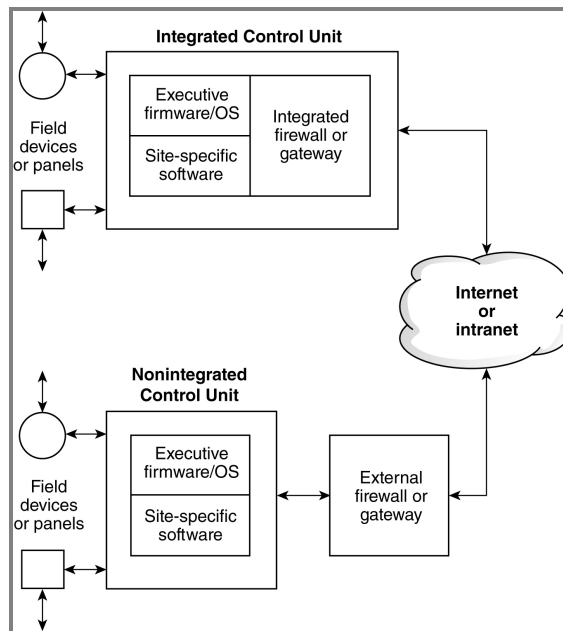 Integrated Control Unit
Executive
firmware/OS
Site-specific
software
Integrated
firewall or
gateway
Field
devices
or panels
Internet
or
intranet
Nonintegrated
Control Unit
Executive
firmware/OS
Site-specific
software
External
firewall or
gateway
Field
devices
or panels